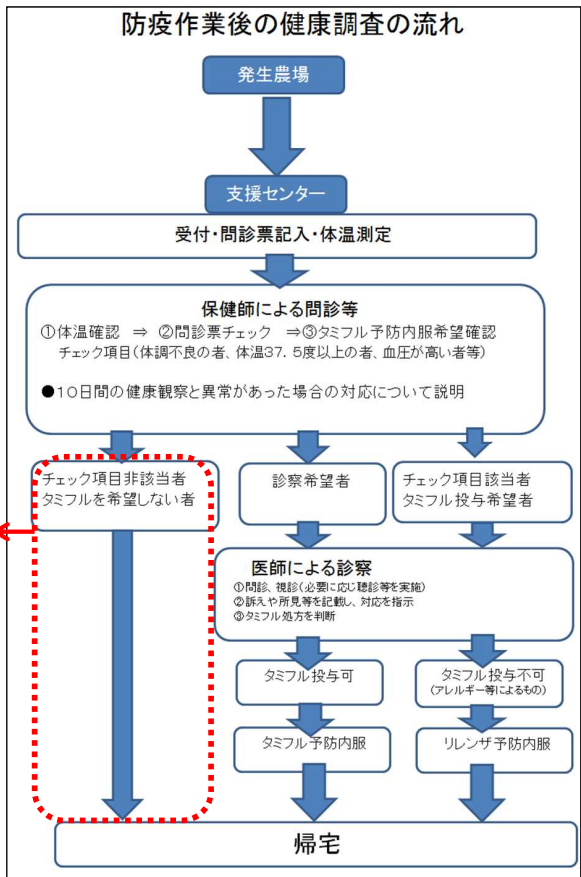 防疫作業後の健康調査の流れ
発生農場
支援センター
受付・問診票記入・体温測定
保健師による問診等
①体温確認 ⇒ ②問診票チェック ⇒③タミフル予防内服希望確認
チェック項目(体調不良の者、体温37.5度以上の者、血圧が高い者等)
●10日間の健康観察と異常があった場合の対応について説明
チェック項目非該当者
タミフルを希望しない者
診察希望者
チェック項目該当者
タミフル投与希望者
医師による診察
①問診、視診(必要に応じ聴診等を実施)
②訴えや所見等を記載し、対応を指示
③タミフル処方を判断
タミフル投与可
タミフル投与不可
(アレルギー等によるもの)
タミフル予防内服
リレンザ予防内服
帰宅